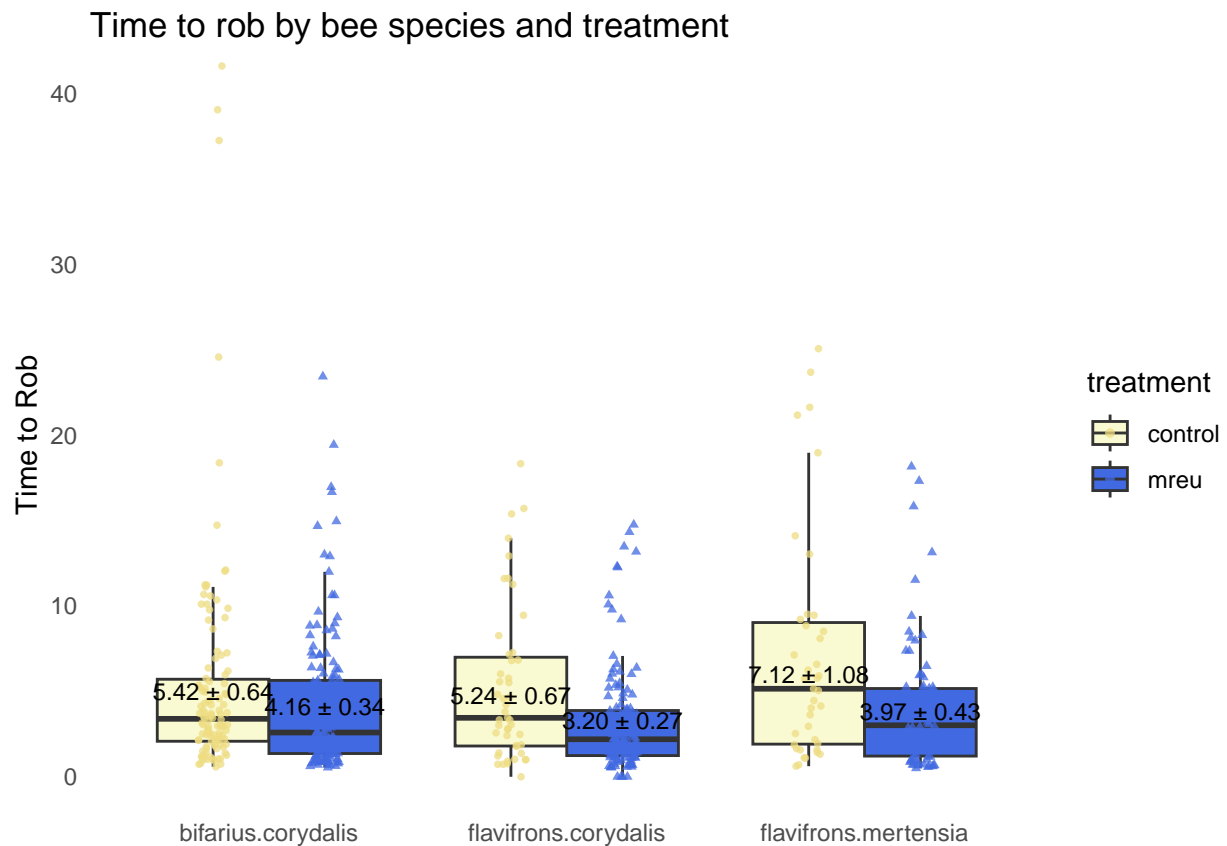 Time to rob by bee species and treatment
40
30
20
10
0
Time to Rob
5.42 ± 0.64
4.16 ± 0.34
5.24 ± 0.67
3.20 ± 0.27
7.12 ± 1.08
3.97 ± 0.43
bifarius.corydalis
flavifrons.corydalis
flavifrons.mertensia
treatment
control
mreu